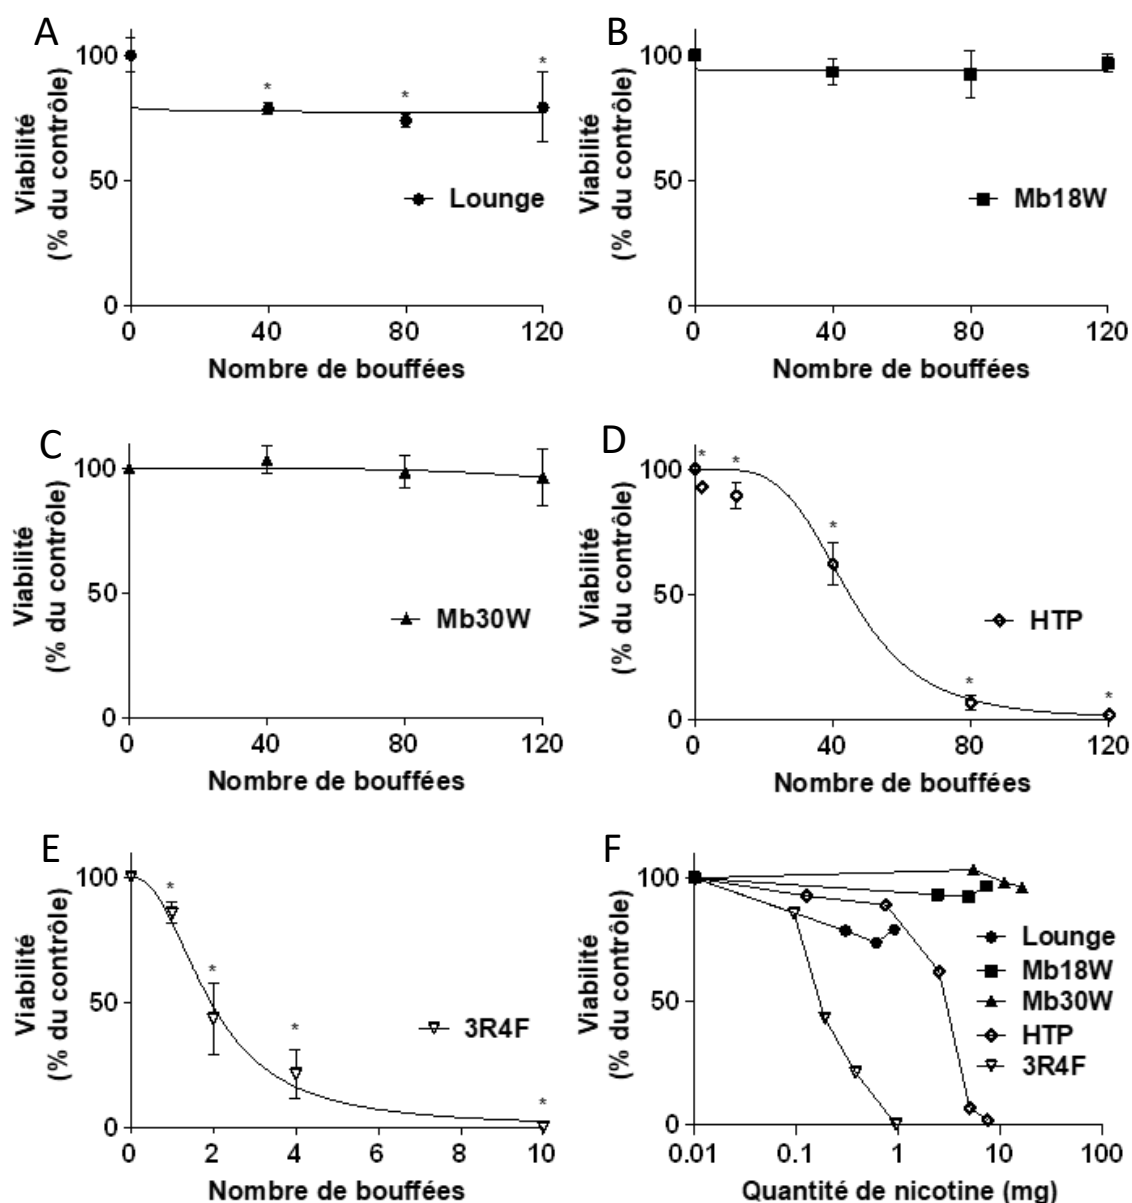 A
Viabilité
(% du contrôle)
100
50
0
* * *
Lounge
0 40 80 120
Nombre de bouffées
B
Viabilité
(% du contrôle)
100
50
0
Mb18W
0 40 80 120
Nombre de bouffées
C
Viabilité
(% du contrôle)
100
50
0
Mb30W
0 40 80 120
Nombre de bouffées
D
Viabilité
(% du contrôle)
100
50
0
* * * * *
HTP
0 40 80 120
Nombre de bouffées
E
Viabilité
(% du contrôle)
100
50
0
* * * *
3R4F
0 2 4 6 8 10
Nombre de bouffées
F
Viabilité
(% du contrôle)
100
50
0
Lounge
Mb18W
Mb30W
HTP
3R4F
0.01 0.1 1 10 100
Quantité de nicotine (mg)